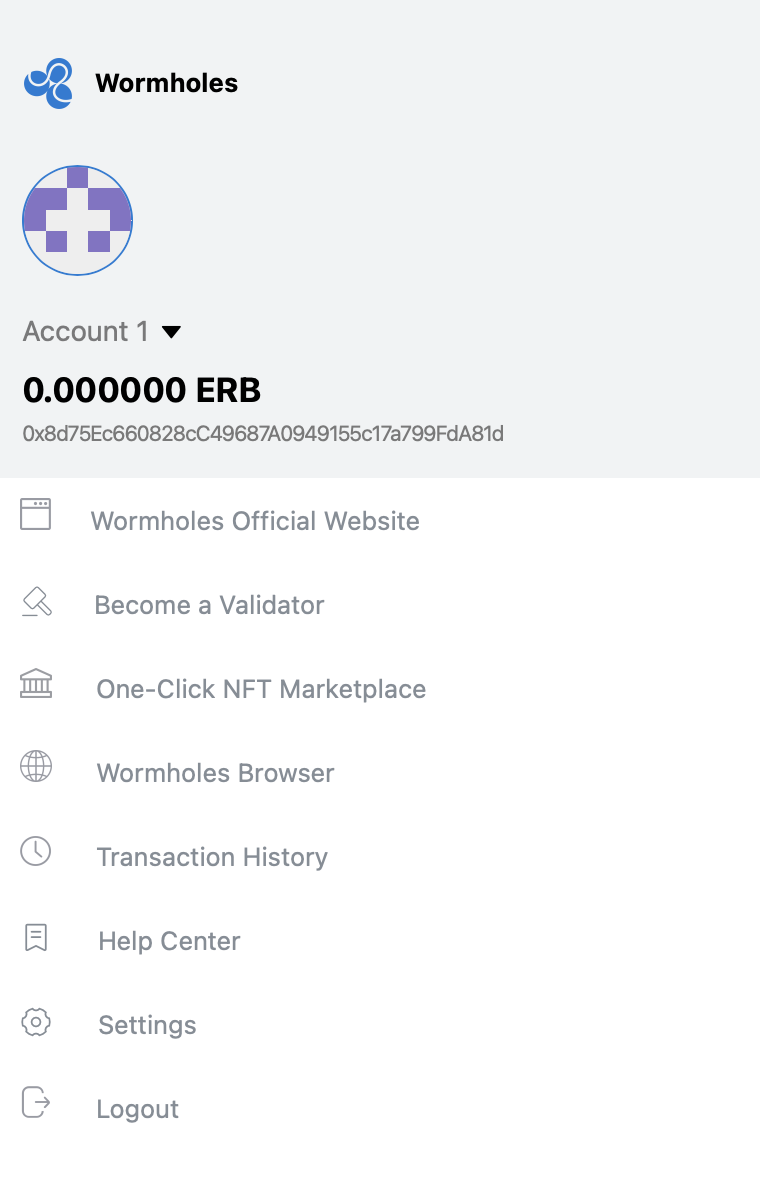 Wormholes
Account 1
0.000000 ERB
0x8d75Ec660828cC49687A0949155c17a799FdA81d
Wormholes Official Website
Become a Validator
One-Click NFT Marketplace
Wormholes Browser
Transaction History
Help Center
Settings
Logout